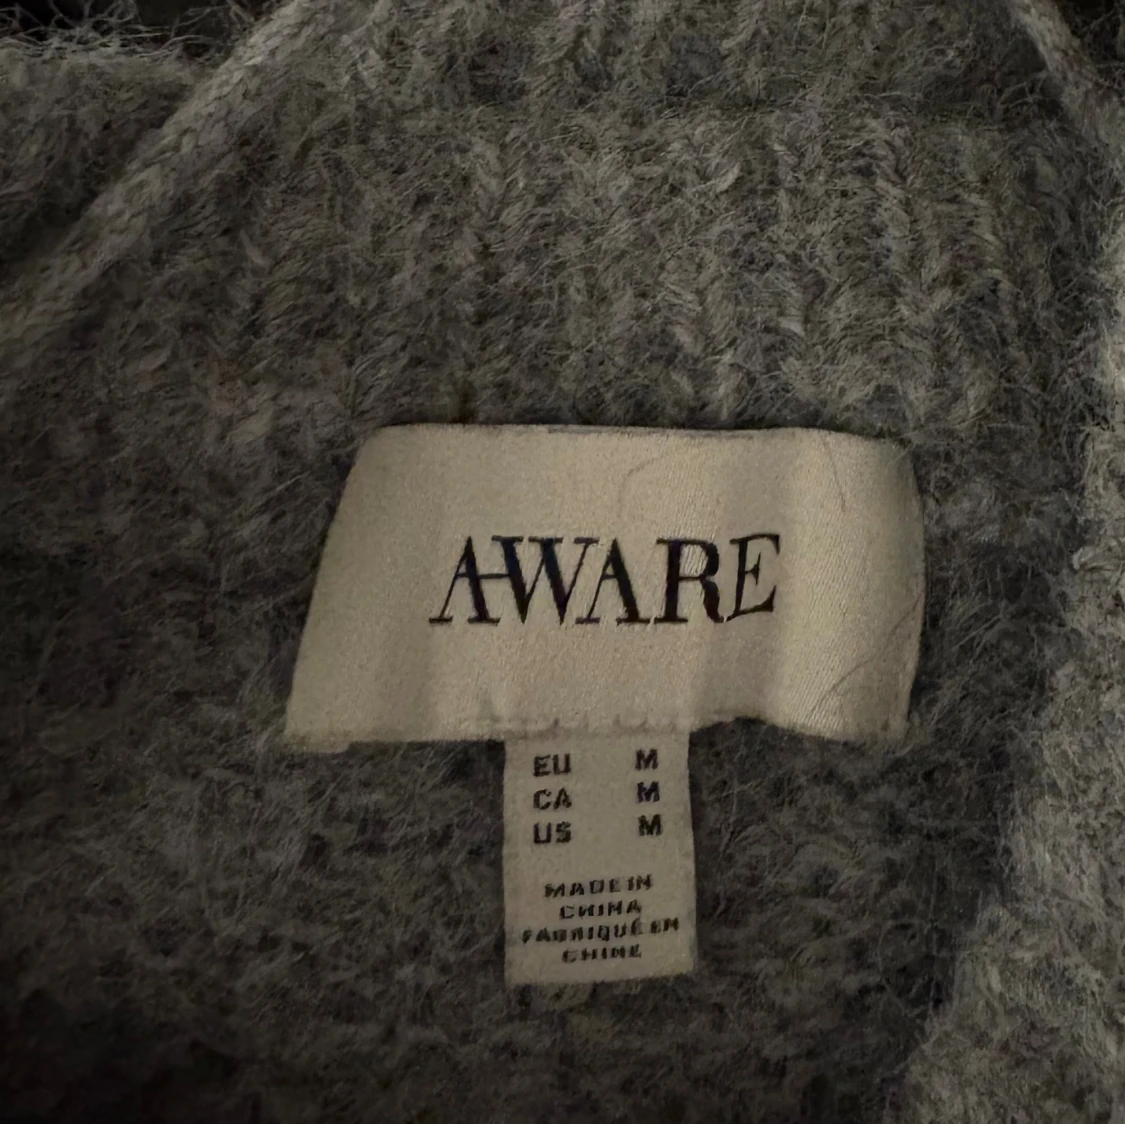 AWARE
EU M
CA M
US M
MADE IN
CHINA
FABRIQUÉ EN
CHINE